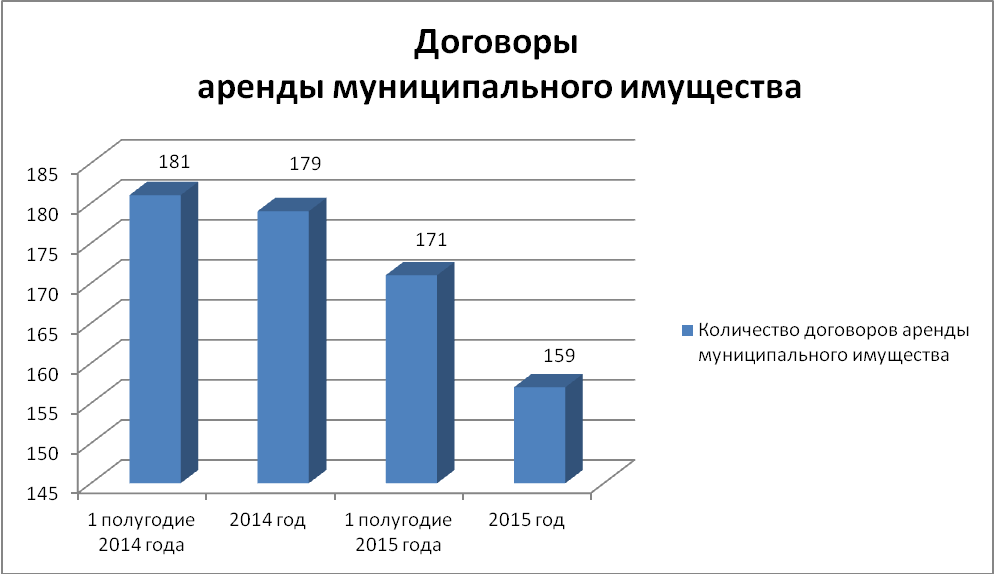 Договоры
аренды муниципального имущества
181
179
171
159
185
180
175
170
165
160
155
150
145
1 полугодие
2014 года
2014 год
1 полугодие
2015 года
2015 год
Количество договоров аренды
муниципального имущества